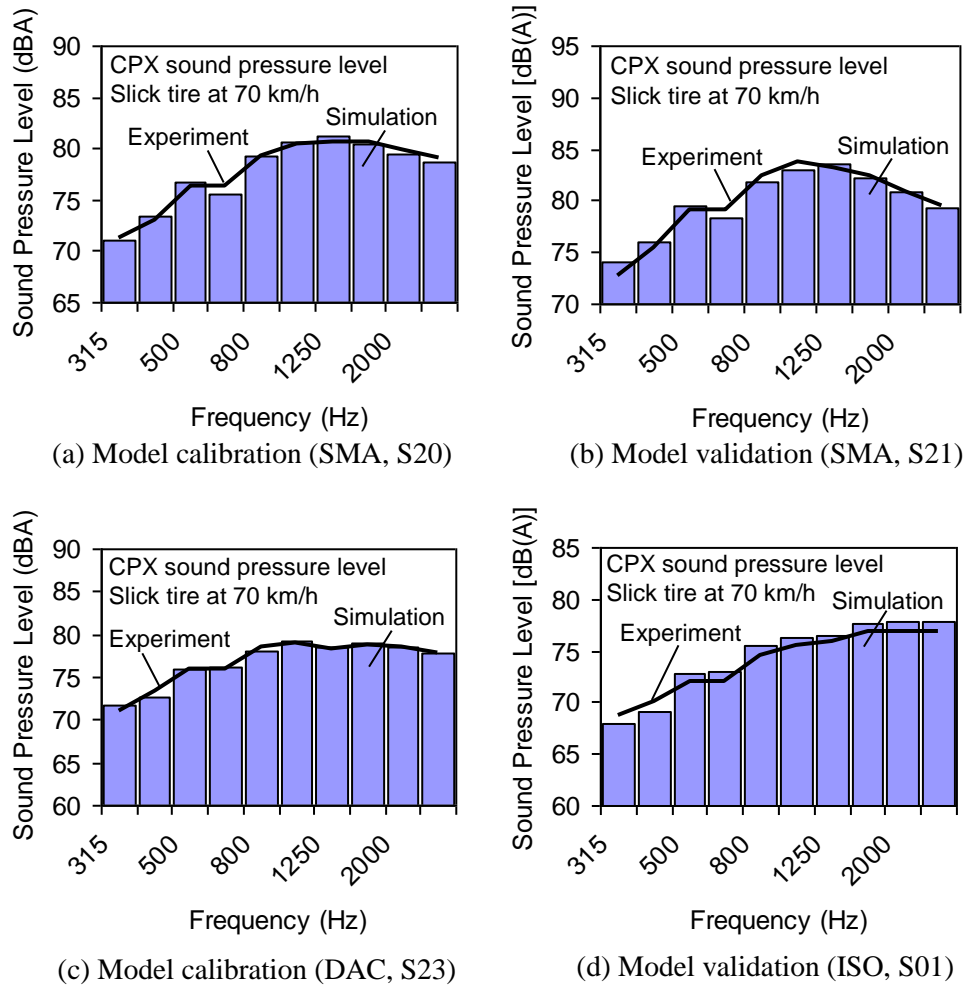 Sound Pressure Level (dBA)
90
85
80
75
70
65
CPX sound pressure level
Slick tire at 70 km/h
Experiment
Simulation
315
500
800
1250
2000
Frequency (Hz)
(a) Model calibration (SMA, S20)
Sound Pressure Level [dB(A)]
95
90
85
80
75
70
CPX sound pressure level
Slick tire at 70 km/h
Experiment
Simulation
315
500
800
1250
2000
Frequency (Hz)
(b) Model validation (SMA, S21)
Sound Pressure Level (dBA)
90
85
80
75
70
65
60
CPX sound pressure level
Slick tire at 70 km/h
Experiment
Simulation
315
500
800
1250
2000
Frequency (Hz)
(c) Model calibration (DAC, S23)
Sound Pressure Level [dB(A)]
85
80
75
70
65
60
CPX sound pressure level
Slick tire at 70 km/h
Experiment
Simulation
315
500
800
1250
2000
Frequency (Hz)
(d) Model validation (ISO, S01)